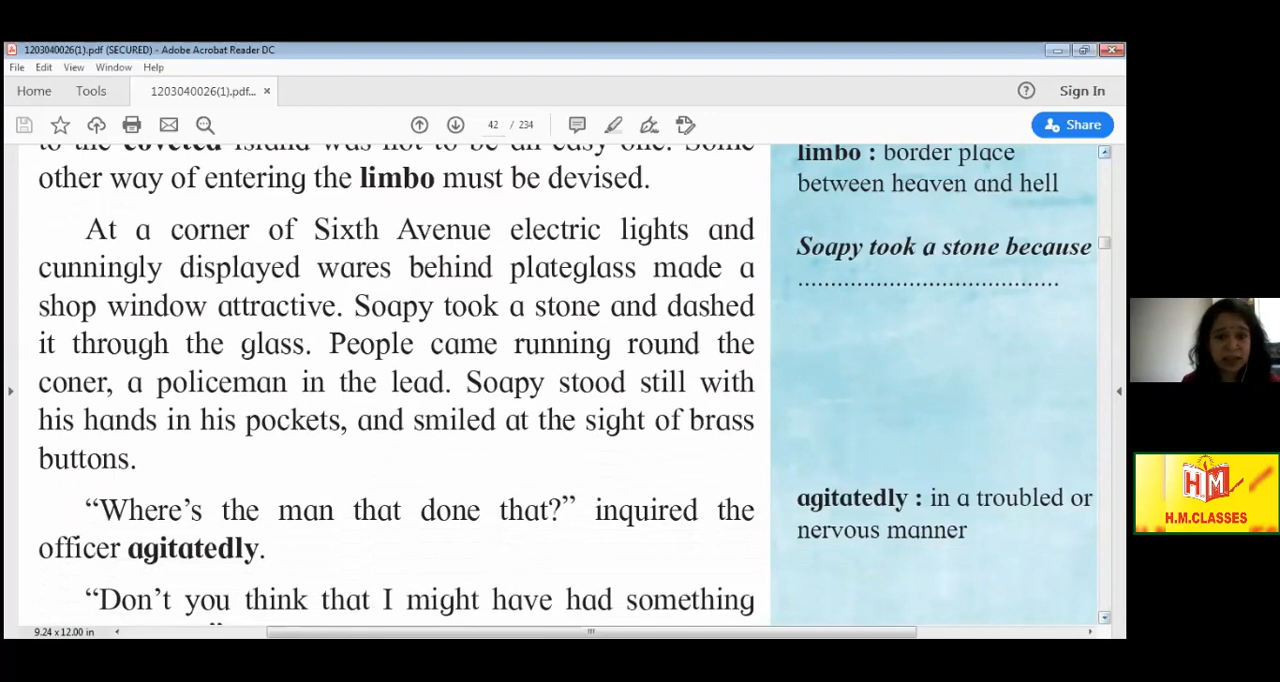 1203040026(1).pdf (SECURED) - Adobe Acrobat Reader DC
File Edit View Window Help
Home Tools 1203040026(1).pdf... × Sign In
42 / 234 Share
to the coveted island was not to be an easy one. Some
other way of entering the limbo must be devised.
At a corner of Sixth Avenue electric lights and
cunningly displayed wares behind plateglass made a
shop window attractive. Soapy took a stone and dashed
it through the glass. People came running round the
coner, a policeman in the lead. Soapy stood still with
his hands in his pockets, and smiled at the sight of brass
buttons.
“Where’s the man that done that?” inquired the
officer agitatedly.
“Don’t you think that I might have had something
limbo : border place
between heaven and hell
Soapy took a stone because
.......................................
agitatedly : in a troubled or
nervous manner
9.24 x 12.00 in
HM
H.M.CLASSES